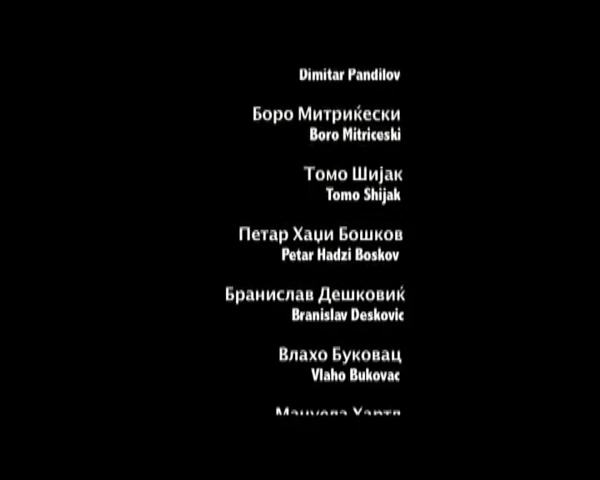 Dimitar Pandilov
Боро Митриќески
Boro Mitriceski
Томо Шијак
Tomo Shijak
Петар Хаџи Бошков
Petar Hadzi Boskov
Бранислав Дешковиќ
Branislav Deskovic
Влахо Буковац
Vlaho Bukovac